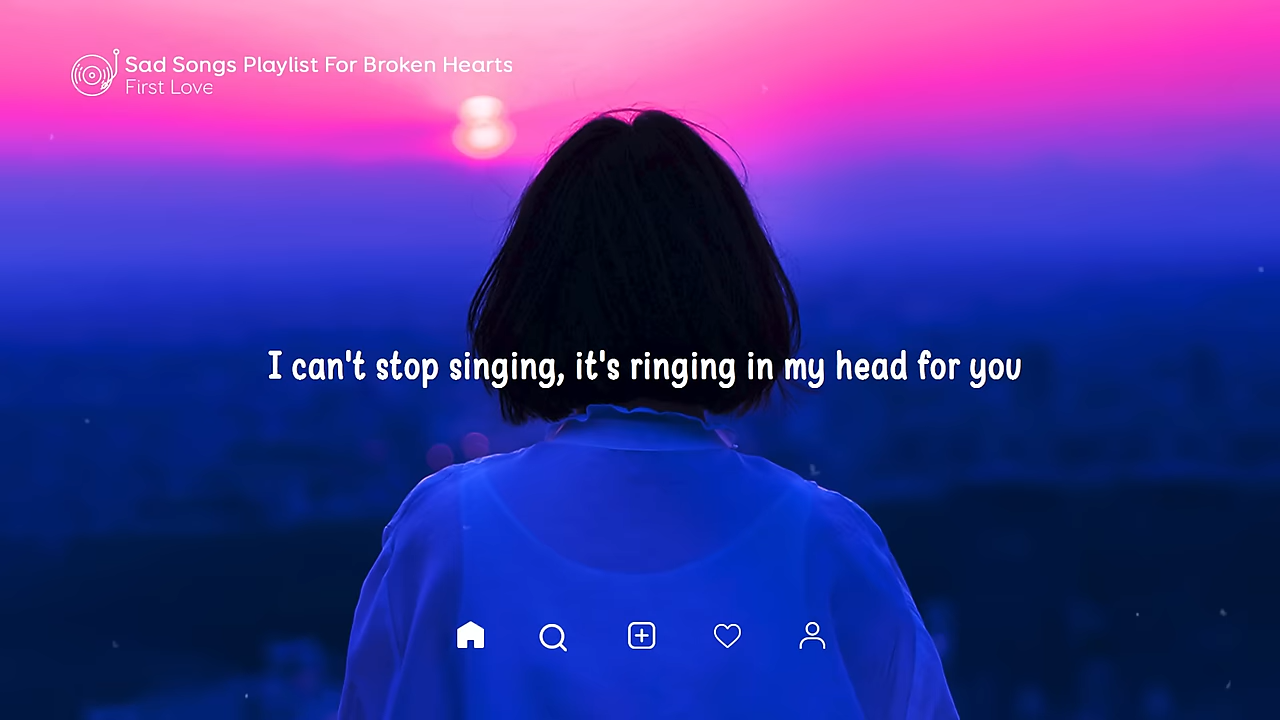 Sad Songs Playlist For Broken Hearts
First Love
I can't stop singing, it's ringing in my head for you